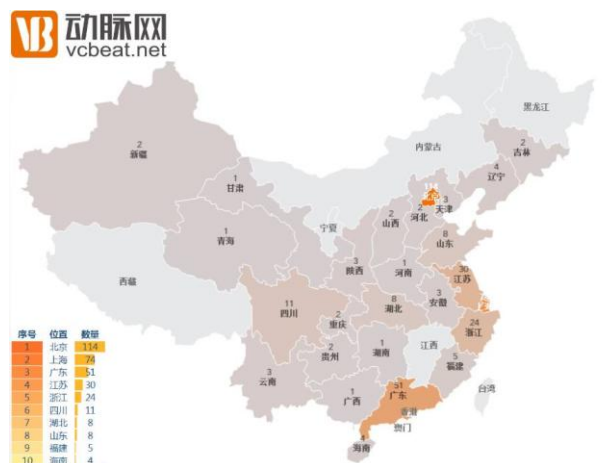 动脉网
vcbeat.net
黑龙江
2
吉林
内蒙古
4
辽宁
2
新疆
1
甘肃
114
北京
3
天津
2
河北
2
山西
宁夏
1
青海
8
山东
3
陕西
1
河南
30
江苏
西藏
11
四川
8
湖北
3
安徽
2
重庆
24
浙江
2
贵州
1
湖南
江西
5
福建
3
云南
1
广西
51
广东
香港
澳门
台湾
4
海南
序号 位置 数量
1 北京 114
2 上海 74
3 广东 51
4 江苏 30
5 浙江 24
6 四川 11
7 湖北 8
8 山东 8
9 福建 5
10 海南 4